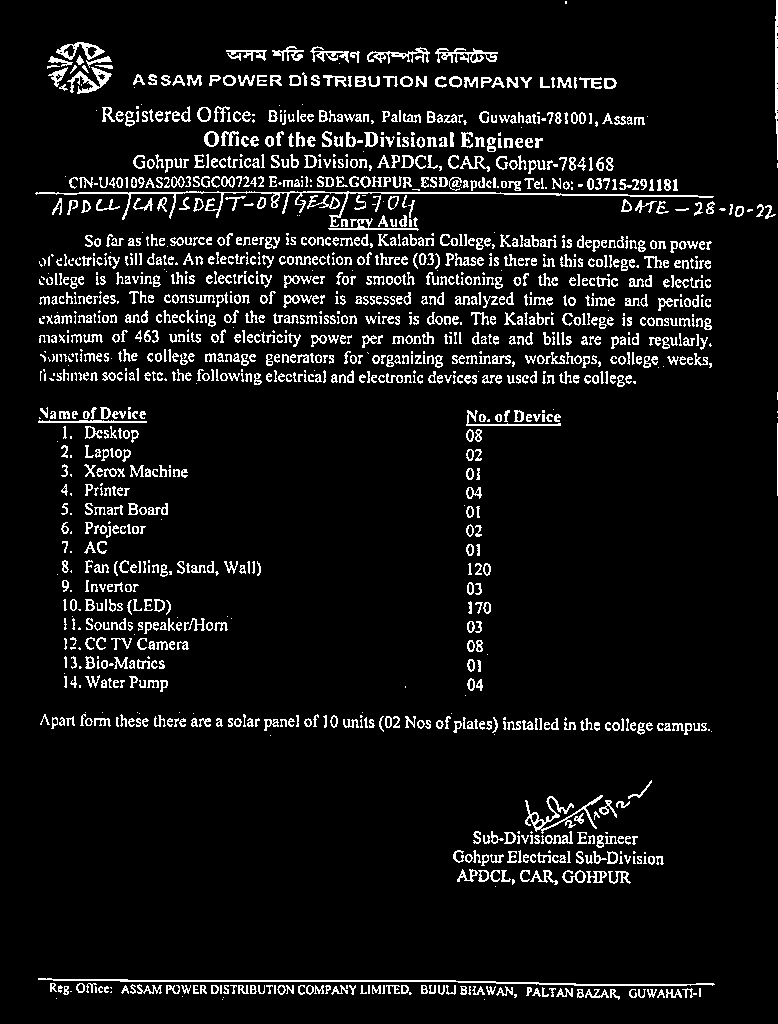 অসম শক্তি বিতৰণ কোম্পানী লিমিটেড
ASSAM POWER DISTRIBUTION COMPANY LIMITED
Registered Office: Bijulee Bhawan, Paltan Bazar, Guwahati-781001, Assam
Office of the Sub-Divisional Engineer
Gohpur Electrical Sub Division, APDCL, CAR, Gohpur-784168
CIN-U40109AS2003SGC007242 E-mail: SDE.GOHPUR_ESD@apdcl.org Tel. No: - 03715-291181
APDCL/CAR/SDE/T-08/GESD/5704 DATE - 28-10-22
Enrgy Audit
So far as the source of energy is concerned, Kalabari College, Kalabari is depending on power
of electricity till date. An electricity connection of three (03) Phase is there in this college. The entire
college is having this electricity power for smooth functioning of the electric and electric
machineries. The consumption of power is assessed and analyzed time to time and periodic
examination and checking of the transmission wires is done. The Kalabri College is consuming
maximum of 463 units of electricity power per month till date and bills are paid regularly.
Sometimes the college manage generators for organizing seminars, workshops, college weeks,
freshmen social etc. the following electrical and electronic devices are used in the college.
Name of Device No. of Device
1. Desktop 08
2. Laptop 02
3. Xerox Machine 01
4. Printer 04
5. Smart Board 01
6. Projector 02
7. AC 01
8. Fan (Celling, Stand, Wall) 120
9. Invertor 03
10. Bulbs (LED) 170
11. Sounds speaker/Horn 03
12. CC TV Camera 08
13. Bio-Matrics 01
14. Water Pump 04
Apart form these there are a solar panel of 10 units (02 Nos of plates) installed in the college campus.
28/10/22
Sub-Divisional Engineer
Gohpur Electrical Sub-Division
APDCL, CAR, GOHPUR
Reg. Office: ASSAM POWER DISTRIBUTION COMPANY LIMITED, BIJULI BHAWAN, PALTAN BAZAR, GUWAHATI-1